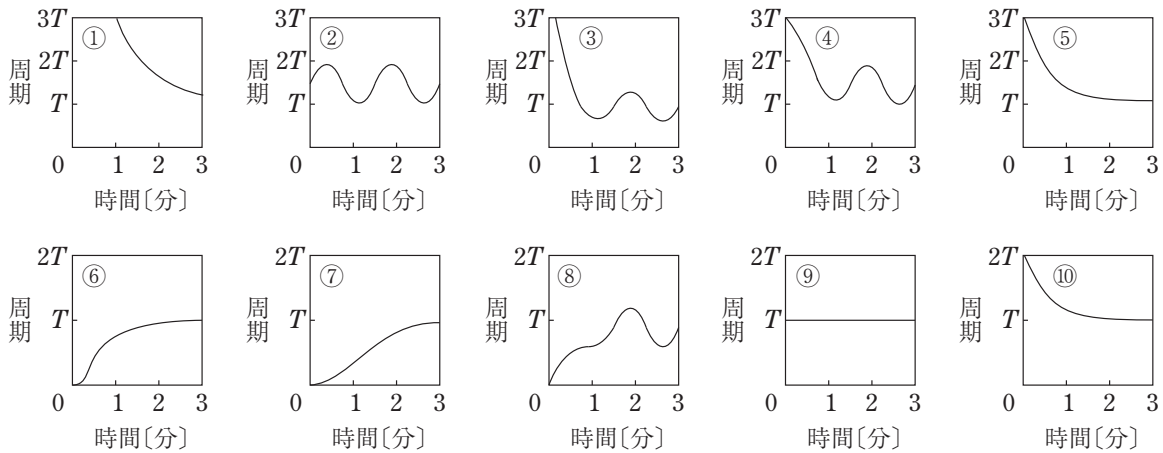 3T 3T 3T 3T 3T
① ② ③ ④ ⑤
2T 2T 2T 2T 2T
周期 周期 周期 周期 周期
T T T T T
0 1 2 3 0 1 2 3 0 1 2 3 0 1 2 3 0 1 2 3
時間〔分〕 時間〔分〕 時間〔分〕 時間〔分〕 時間〔分〕
2T 2T 2T 2T 2T
⑥ ⑦ ⑧ ⑨ ⑩
周期 周期 周期 周期 周期
T T T T T
0 1 2 3 0 1 2 3 0 1 2 3 0 1 2 3 0 1 2 3
時間〔分〕 時間〔分〕 時間〔分〕 時間〔分〕 時間〔分〕